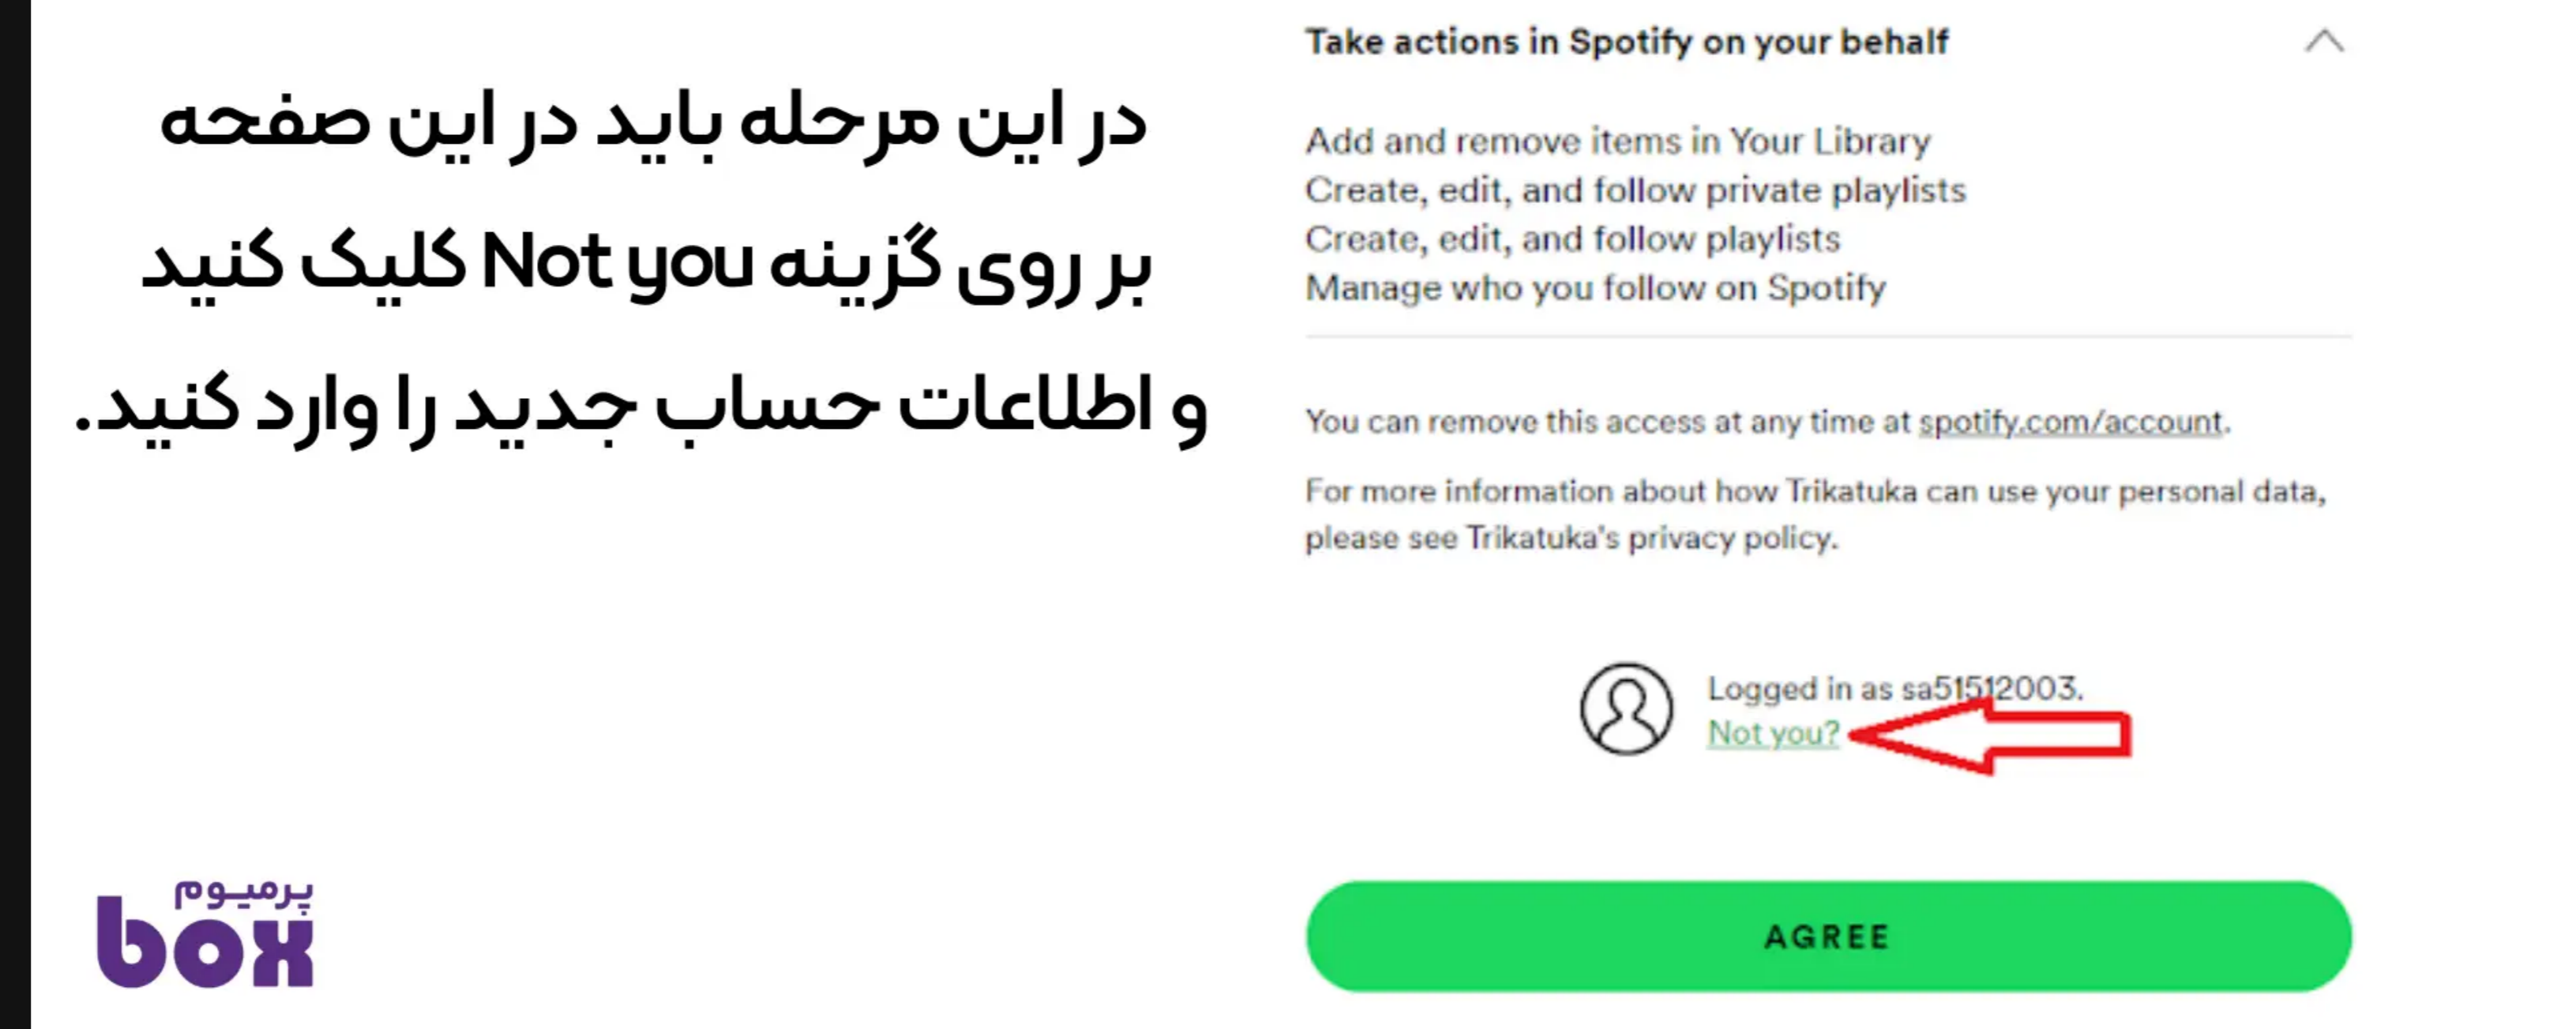 در این مرحله باید در این صفحه
بر روی گزینه Not you کلیک کنید
و اطلاعات حساب جدید را وارد کنید.
پرمیوم
box
Take actions in Spotify on your behalf
Add and remove items in Your Library
Create, edit, and follow private playlists
Create, edit, and follow playlists
Manage who you follow on Spotify
You can remove this access at any time at spotify.com/account.
For more information about how Trikatuka can use your personal data,
please see Trikatuka's privacy policy.
Logged in as sa51512003.
Not you?
AGREE